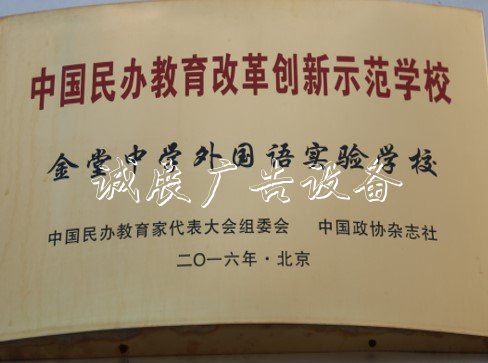 中国民办教育改革创新示范学校
金堂中学外国语实验学校
诚展广告设备
中国民办教育家代表大会组委会 中国政协杂志社
二〇一六年·北京